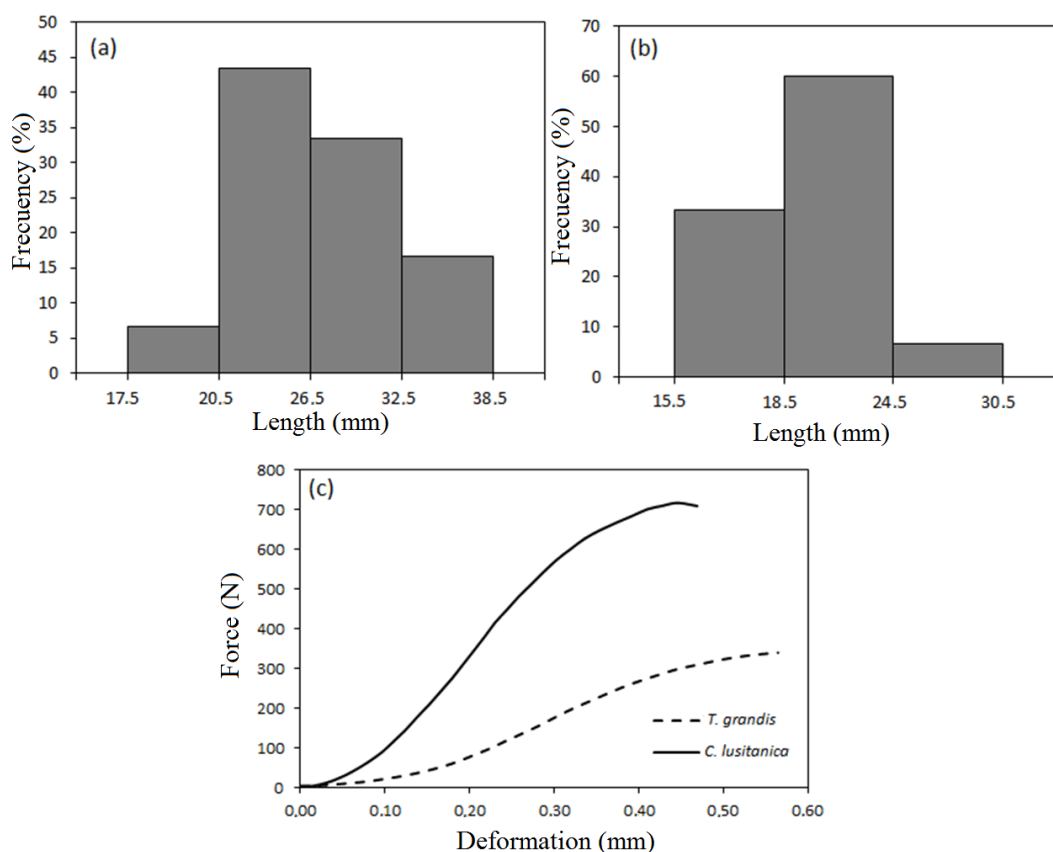 (a)
Frecuency (%)
50
45
40
35
30
25
20
15
10
5
0
17.5 20.5 26.5 32.5 38.5
Length (mm)
(b)
Frecuency (%)
70
60
50
40
30
20
10
0
15.5 18.5 24.5 30.5
Length (mm)
(c)
Force (N)
800
700
600
500
400
300
200
100
0
T. grandis
C. lusitanica
0,00 0.10 0,20 0.30 0.40 0.50 0.60
Deformation (mm)